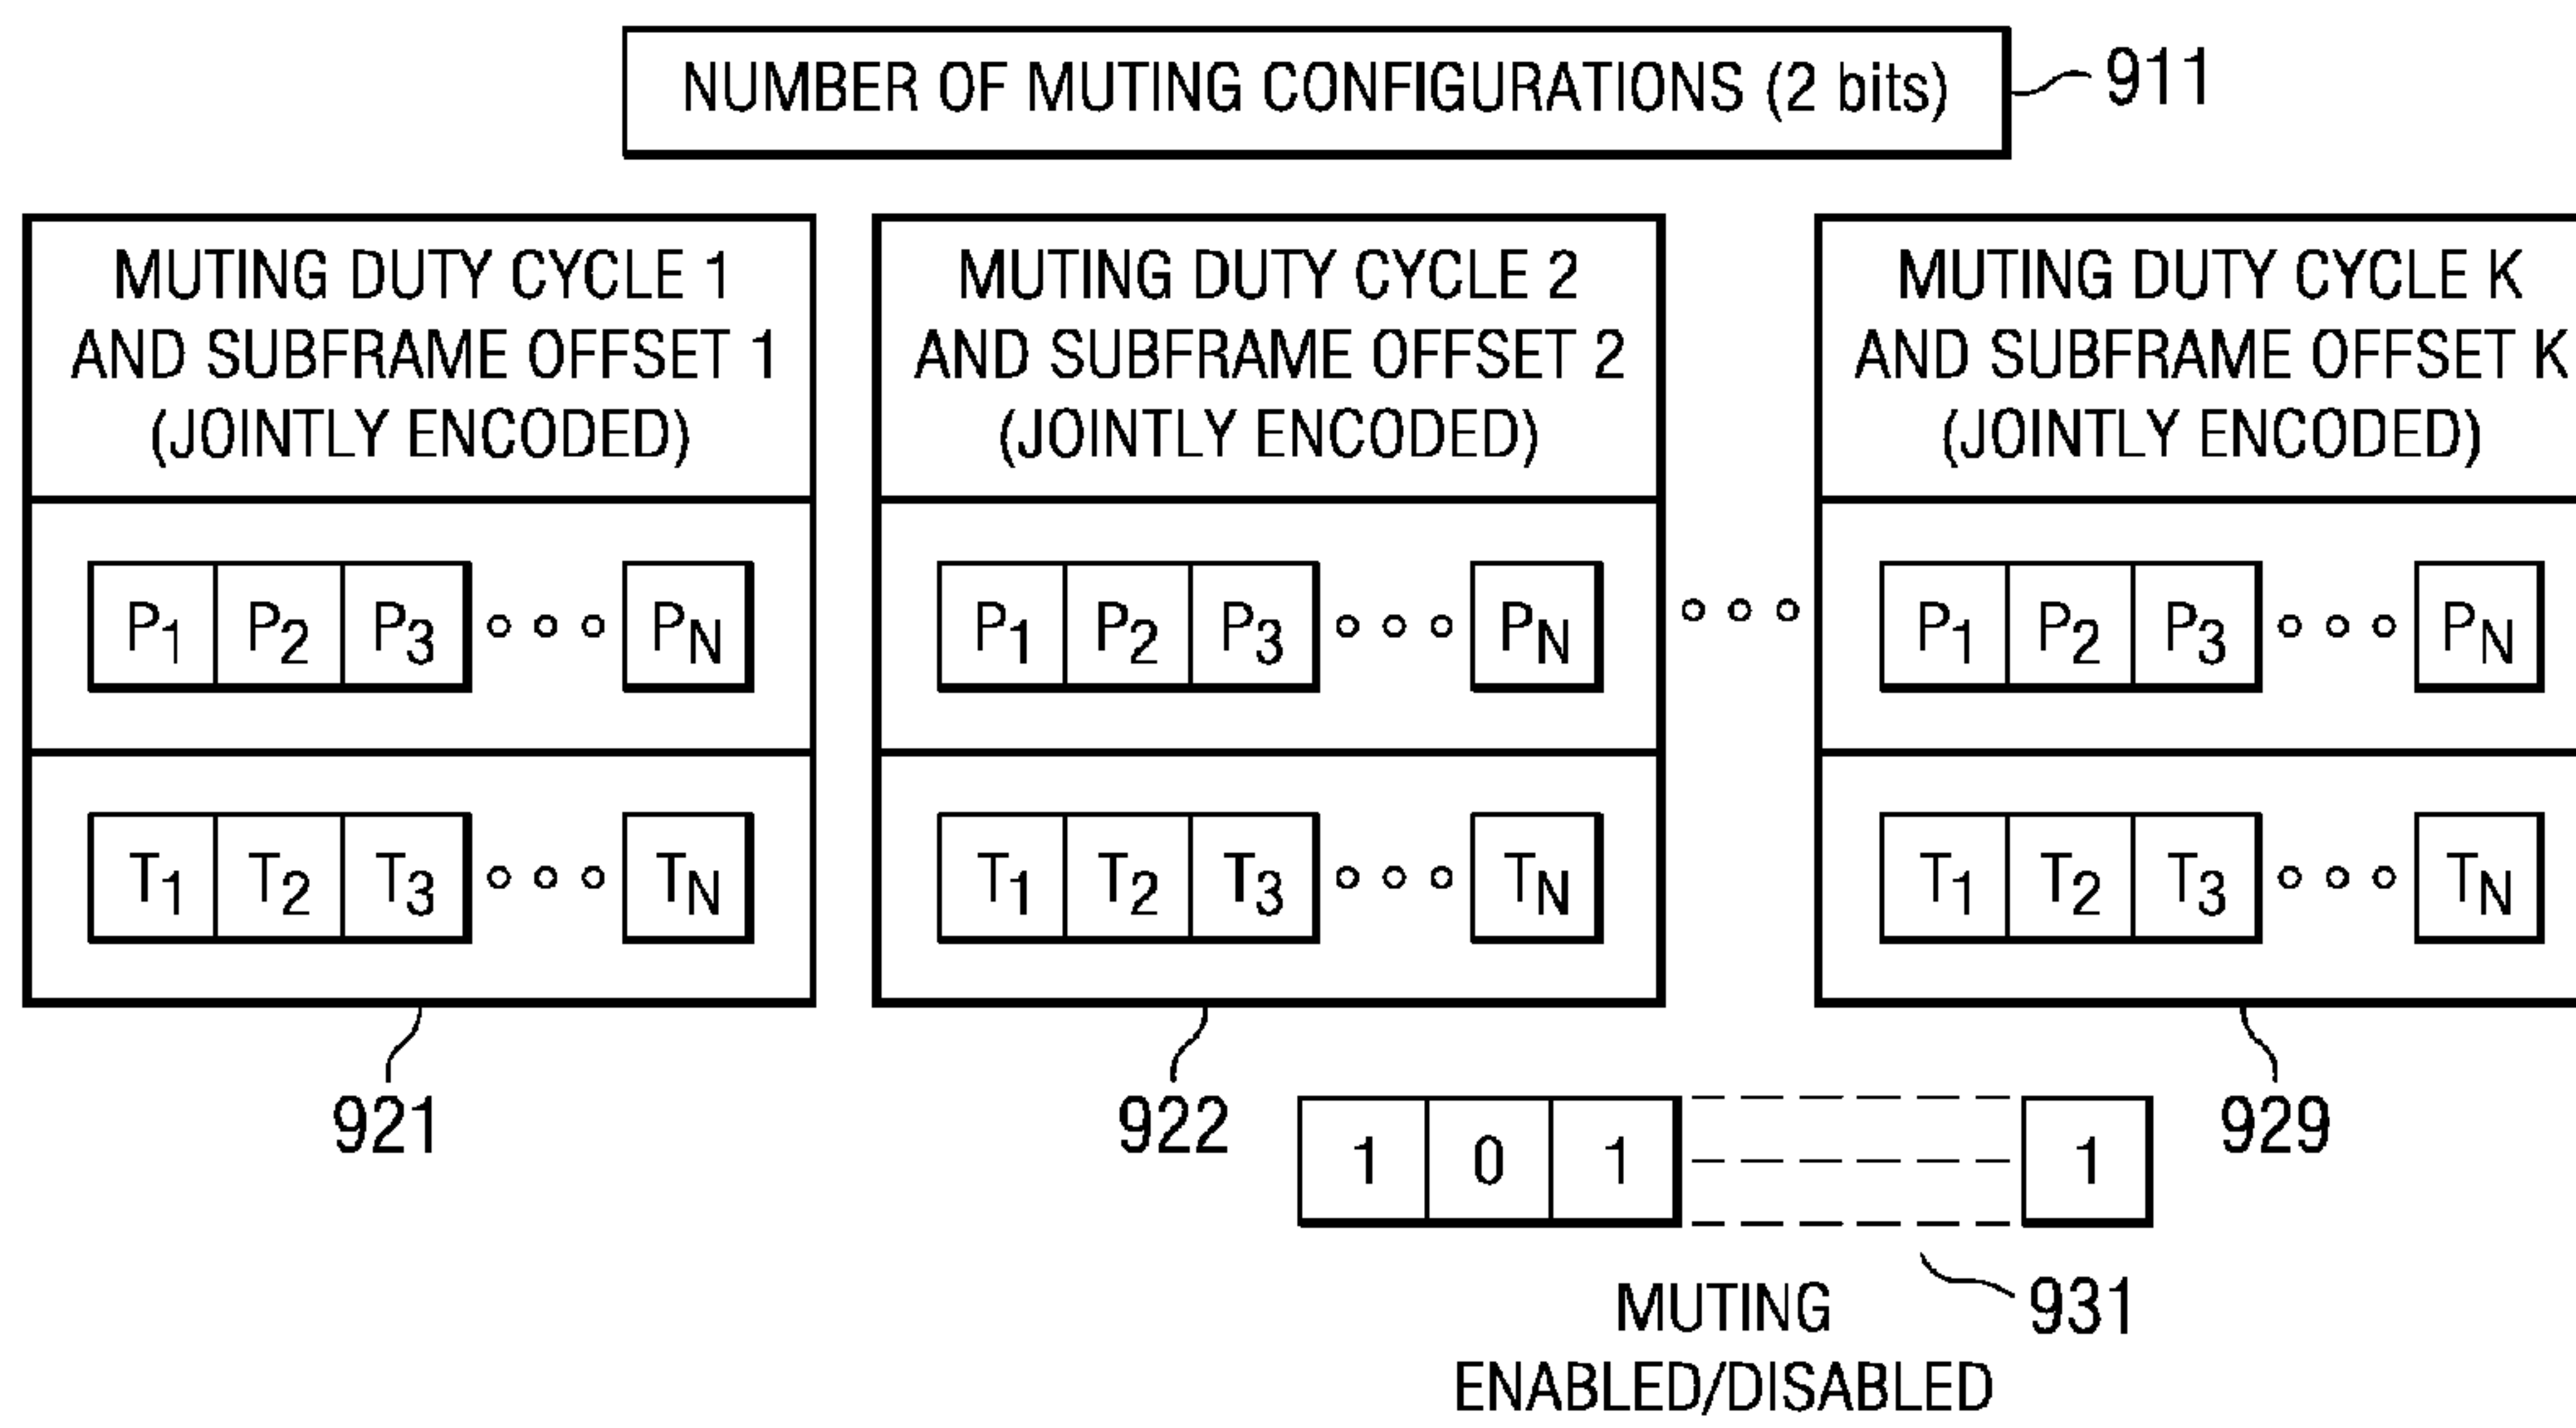 NUMBER OF MUTING CONFIGURATIONS (2 bits)
911
MUTING DUTY CYCLE 1
AND SUBFRAME OFFSET 1
(JOINTLY ENCODED)
P1 P2 P3 PN
T1 T2 T3 TN
921
MUTING DUTY CYCLE 2
AND SUBFRAME OFFSET 2
(JOINTLY ENCODED)
P1 P2 P3 PN
T1 T2 T3 TN
922
MUTING DUTY CYCLE K
AND SUBFRAME OFFSET K
(JOINTLY ENCODED)
P1 P2 P3 PN
T1 T2 T3 TN
929
1 0 1 1
931
MUTING
ENABLED/DISABLED